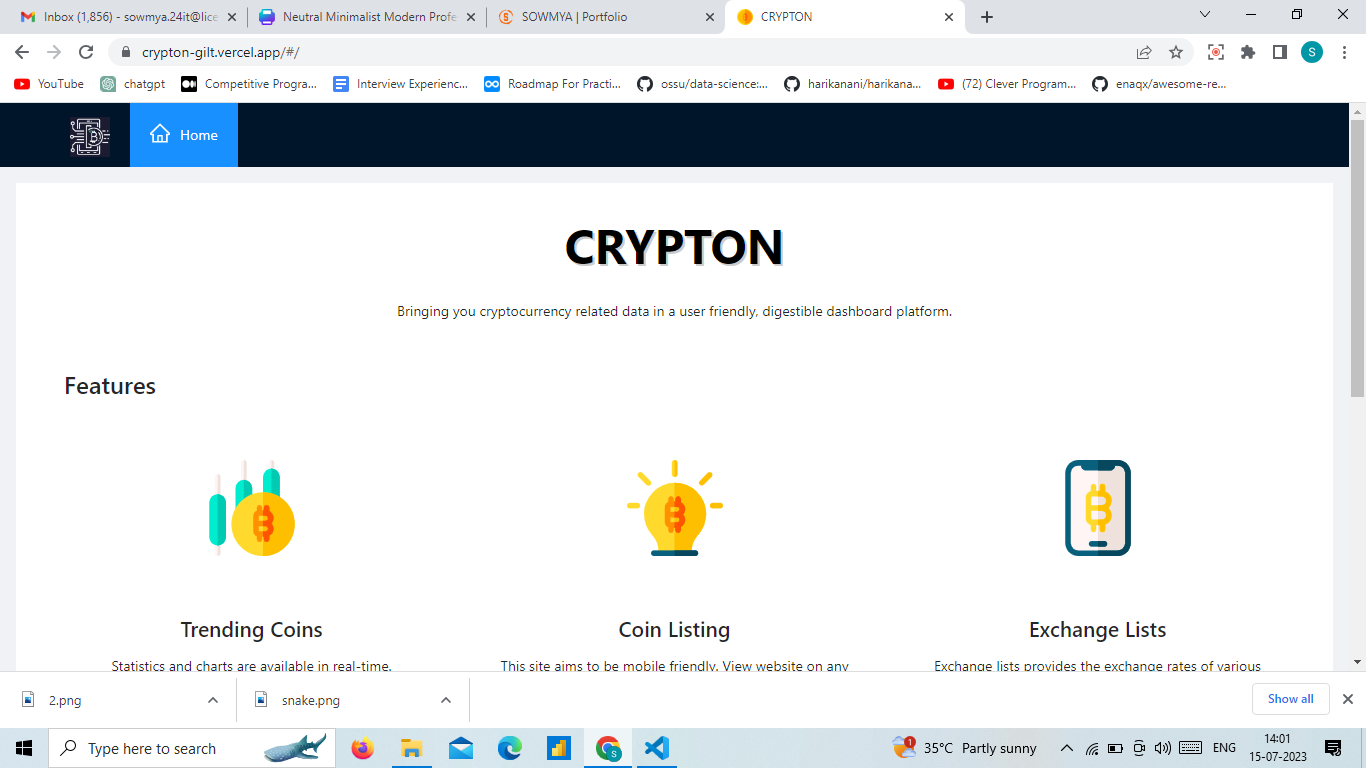 Inbox (1,856) - sowmya.24it@lice
Neutral Minimalist Modern Profe
SOWMYA | Portfolio
CRYPTON
crypton-gilt.vercel.app/#/
S
YouTube
chatgpt
Competitive Progra...
Interview Experienc...
Roadmap For Practi...
ossu/data-science:...
harikanani/harikana...
(72) Clever Program...
enaqx/awesome-re...
Home
CRYPTON
Bringing you cryptocurrency related data in a user friendly, digestible dashboard platform.
Features
Trending Coins
Coin Listing
Exchange Lists
Statistics and charts are available in real-time.
This site aims to be mobile friendly. View website on any
Exchange lists provides the exchange rates of various
2.png
snake.png
Show all
Type here to search
1
35°C Partly sunny
ENG
14:01
15-07-2023